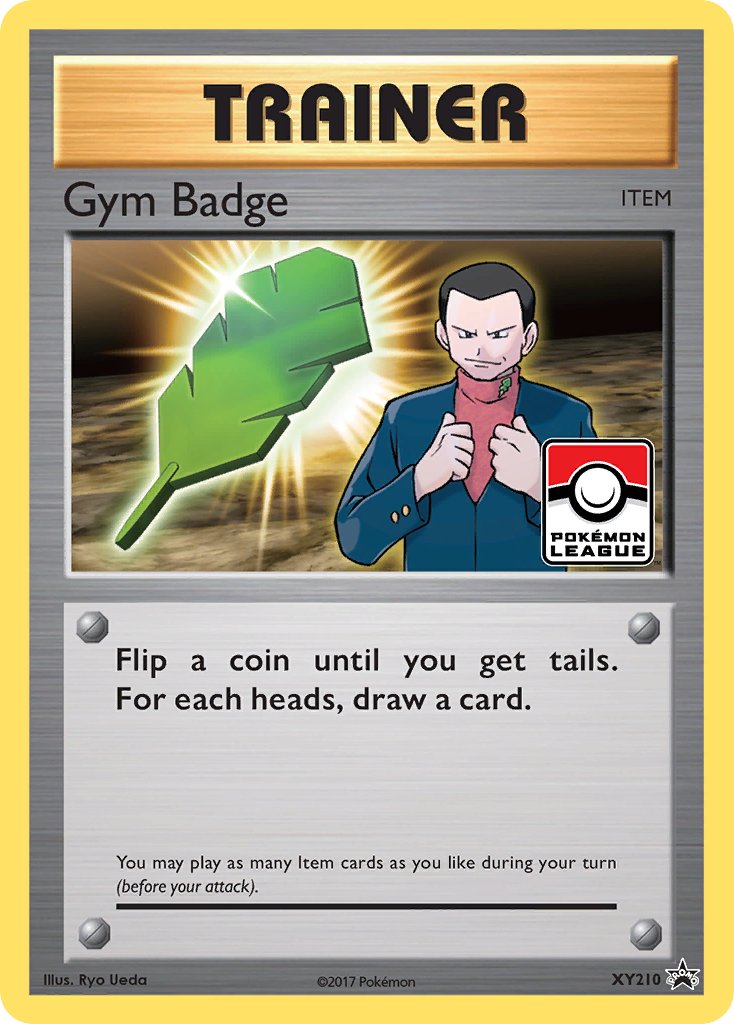 TRAINER
Gym Badge
ITEM
POKÉMON
LEAGUE
Flip a coin until you get tails.
For each heads, draw a card.
You may play as many Item cards as you like during your turn
(before your attack).
Illus. Ryo Ueda
©2017 Pokémon
XY210
PROMO